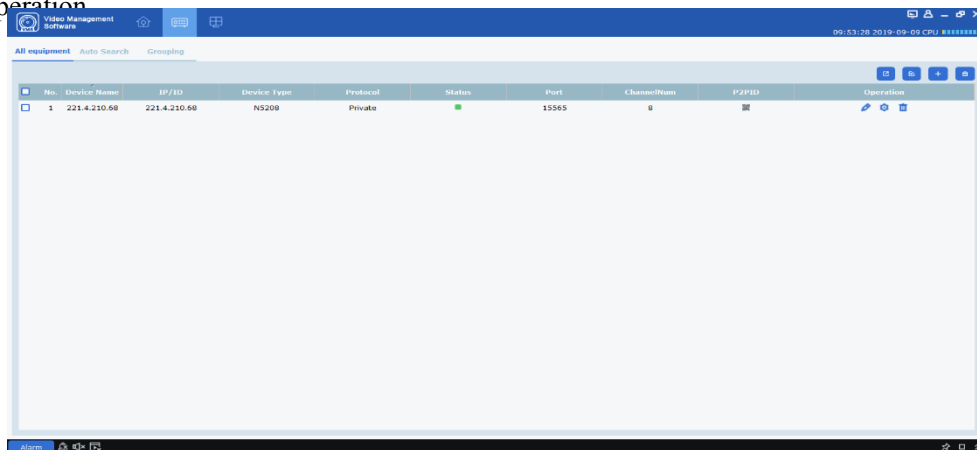 peration
Video Management
Software
09:53:28 2019-09-09 CPU
All equipment Auto Search Grouping
No. Device Name IP/ID Device Type Protocol Status Port ChannelNum P2PID Operation
1 221.4.210.68 221.4.210.68 N5208 Private 15565 8
Alarm